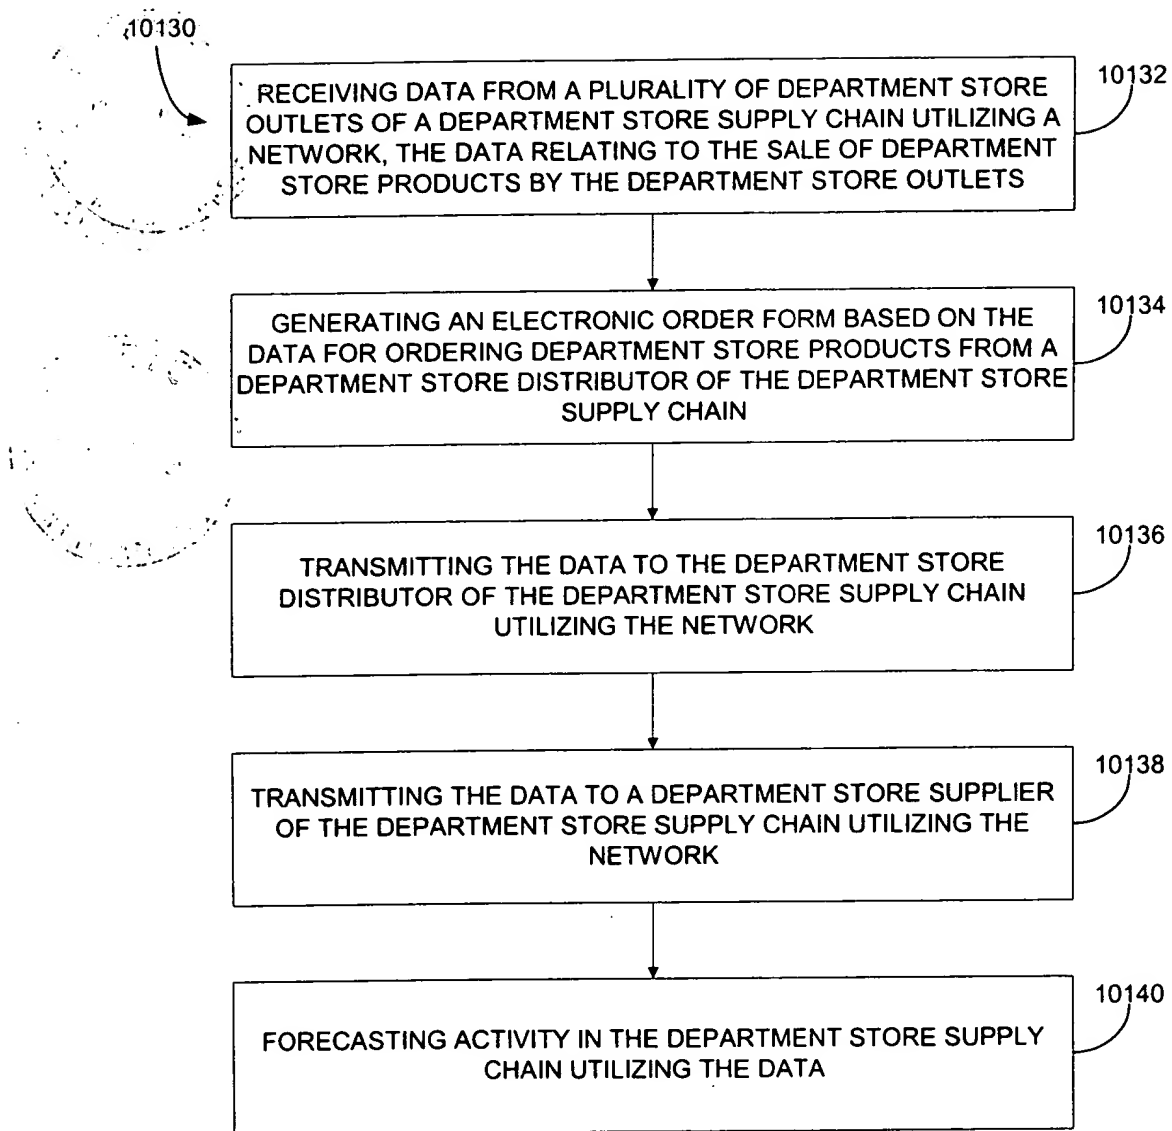 10130
10132
RECEIVING DATA FROM A PLURALITY OF DEPARTMENT STORE
OUTLETS OF A DEPARTMENT STORE SUPPLY CHAIN UTILIZING A
NETWORK, THE DATA RELATING TO THE SALE OF DEPARTMENT
STORE PRODUCTS BY THE DEPARTMENT STORE OUTLETS
10134
GENERATING AN ELECTRONIC ORDER FORM BASED ON THE
DATA FOR ORDERING DEPARTMENT STORE PRODUCTS FROM A
DEPARTMENT STORE DISTRIBUTOR OF THE DEPARTMENT STORE
SUPPLY CHAIN
10136
TRANSMITTING THE DATA TO THE DEPARTMENT STORE
DISTRIBUTOR OF THE DEPARTMENT STORE SUPPLY CHAIN
UTILIZING THE NETWORK
10138
TRANSMITTING THE DATA TO A DEPARTMENT STORE SUPPLIER
OF THE DEPARTMENT STORE SUPPLY CHAIN UTILIZING THE
NETWORK
10140
FORECASTING ACTIVITY IN THE DEPARTMENT STORE SUPPLY
CHAIN UTILIZING THE DATA